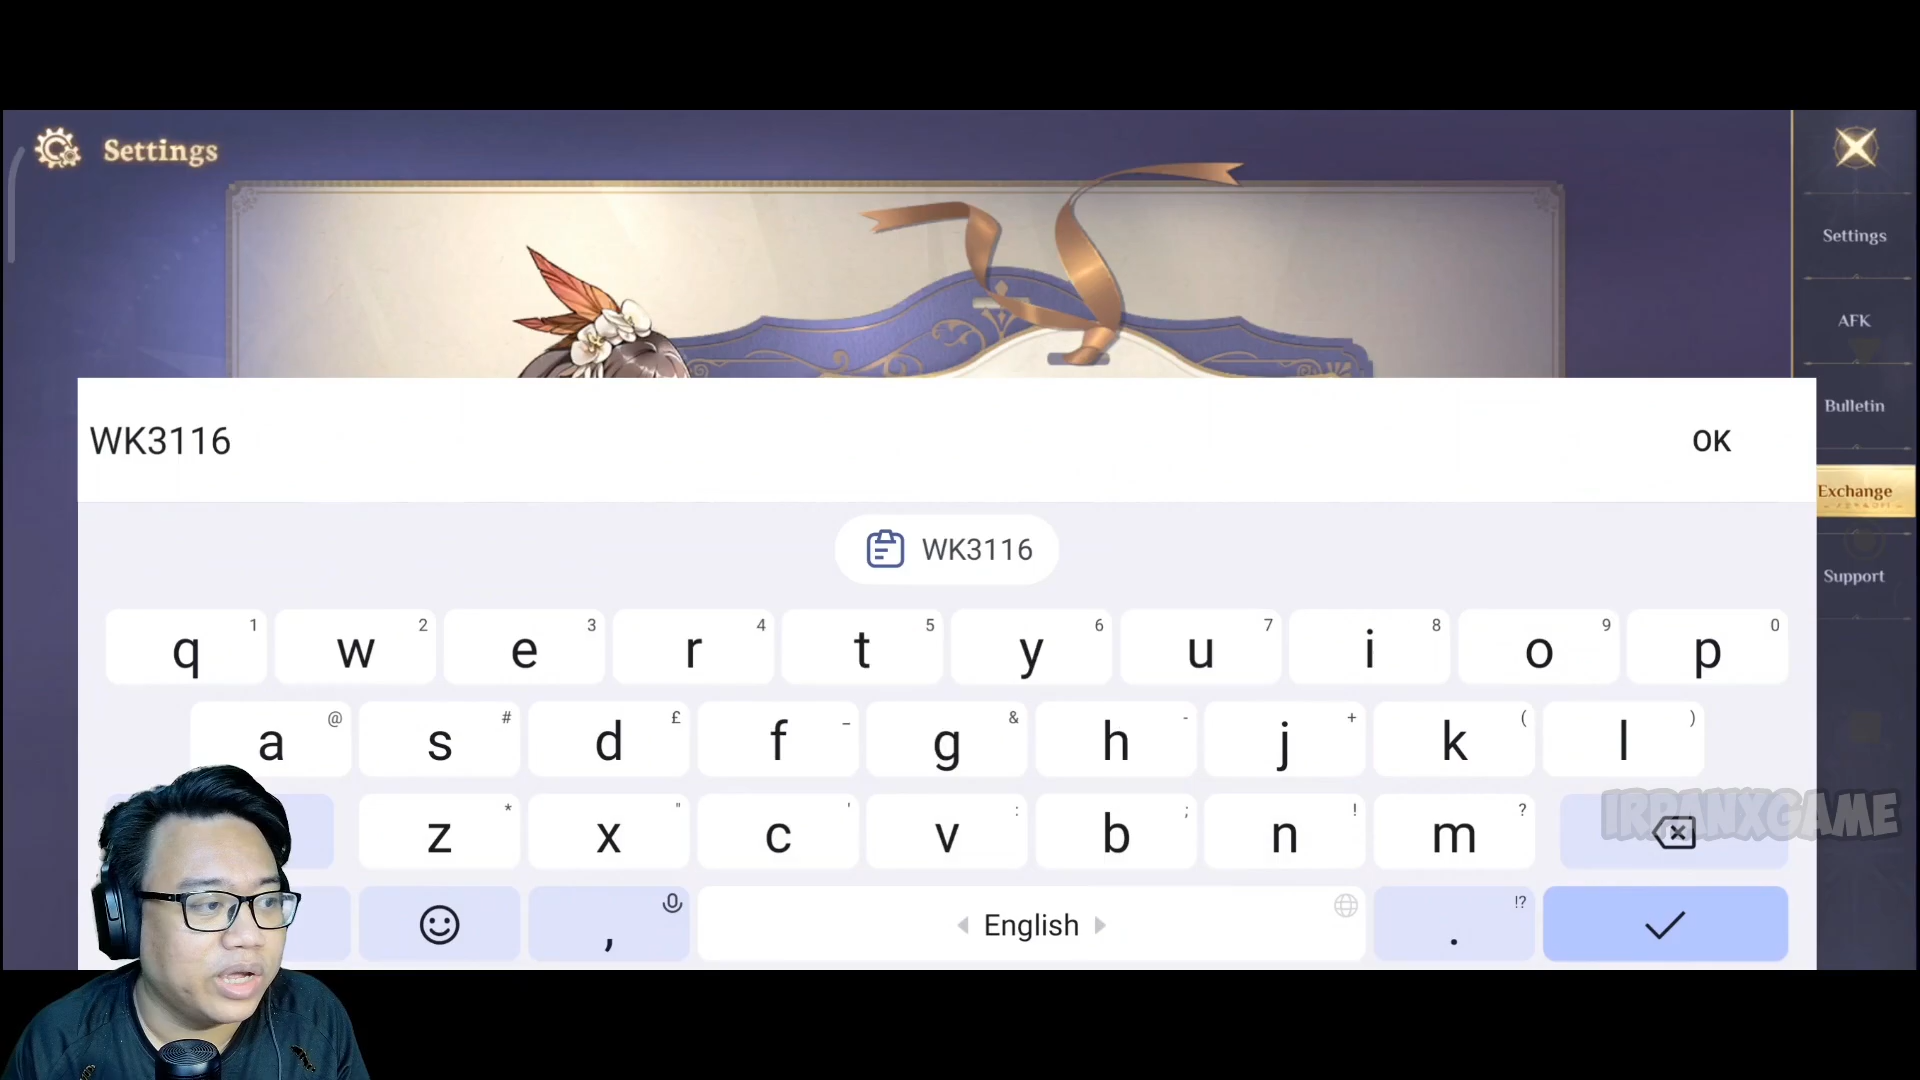 Settings
Settings
AFK
Bulletin
WK3116
OK
Exchange
WK3116
Support
q 1 w 2 e 3 r 4 t 5 y 6 u 7 i 8 o 9 p 0
a @ s # d £ f _ g & h - j + k ( l )
z * x " c ' v : b ; n ! m ?
IRPANXGAME
, English . !?